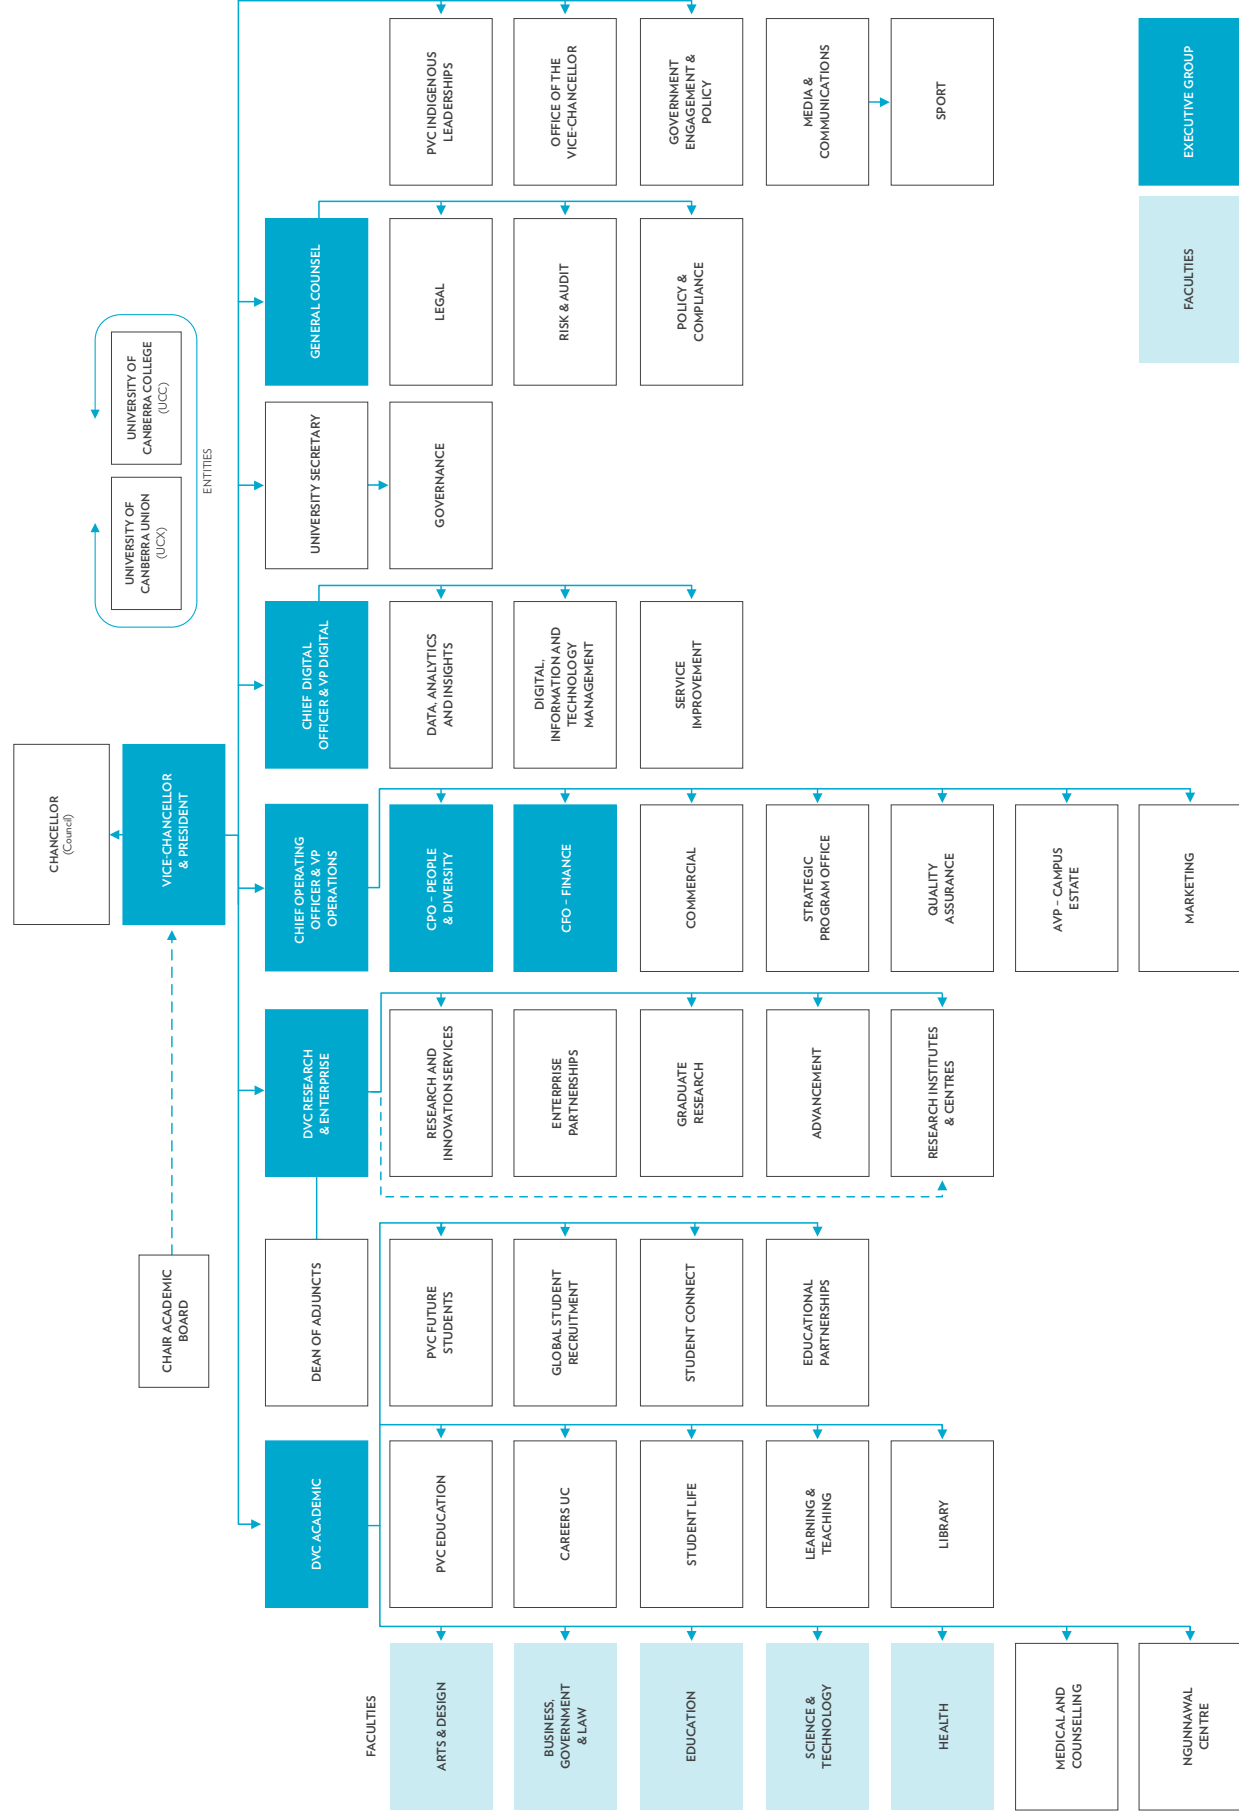 CHANCELLOR
(Council)
VICE-CHANCELLOR
& PRESIDENT
CHAIR ACADEMIC
BOARD
UNIVERSITY OF
CANBERRA UNION
(UCX)
UNIVERSITY OF
CANBERRA COLLEGE
(UCC)
ENTITIES
DVC ACADEMIC
DEAN OF ADJUNCTS
DVC RESEARCH
& ENTERPRISE
CHIEF OPERATING
OFFICER & VP
OPERATIONS
CHIEF DIGITAL
OFFICER & VP DIGITAL
UNIVERSITY SECRETARY
GENERAL COUNSEL
FACULTIES
ARTS & DESIGN
BUSINESS,
GOVERNMENT
& LAW
EDUCATION
SCIENCE &
TECHNOLOGY
HEALTH
MEDICAL AND
COUNSELLING
NGUNNAWAL
CENTRE
PVC EDUCATION
CAREERS UC
STUDENT LIFE
LEARNING &
TEACHING
LIBRARY
PVC FUTURE
STUDENTS
GLOBAL STUDENT
RECRUITMENT
STUDENT CONNECT
EDUCATIONAL
PARTNERSHIPS
RESEARCH AND
INNOVATION SERVICES
ENTERPRISE
PARTNERSHIPS
GRADUATE
RESEARCH
ADVANCEMENT
RESEARCH INSTITUTES
& CENTRES
CPO – PEOPLE
& DIVERSITY
CFO – FINANCE
COMMERCIAL
STRATEGIC
PROGRAM OFFICE
QUALITY
ASSURANCE
AVP – CAMPUS
ESTATE
MARKETING
DATA, ANALYTICS
AND INSIGHTS
DIGITAL,
INFORMATION AND
TECHNOLOGY
MANAGEMENT
SERVICE
IMPROVEMENT
GOVERNANCE
LEGAL
RISK & AUDIT
POLICY &
COMPLIANCE
PVC INDIGENOUS
LEADERSHIPS
OFFICE OF THE
VICE-CHANCELLOR
GOVERNMENT
ENGAGEMENT &
POLICY
MEDIA &
COMMUNICATIONS
SPORT
FACULTIES
EXECUTIVE GROUP